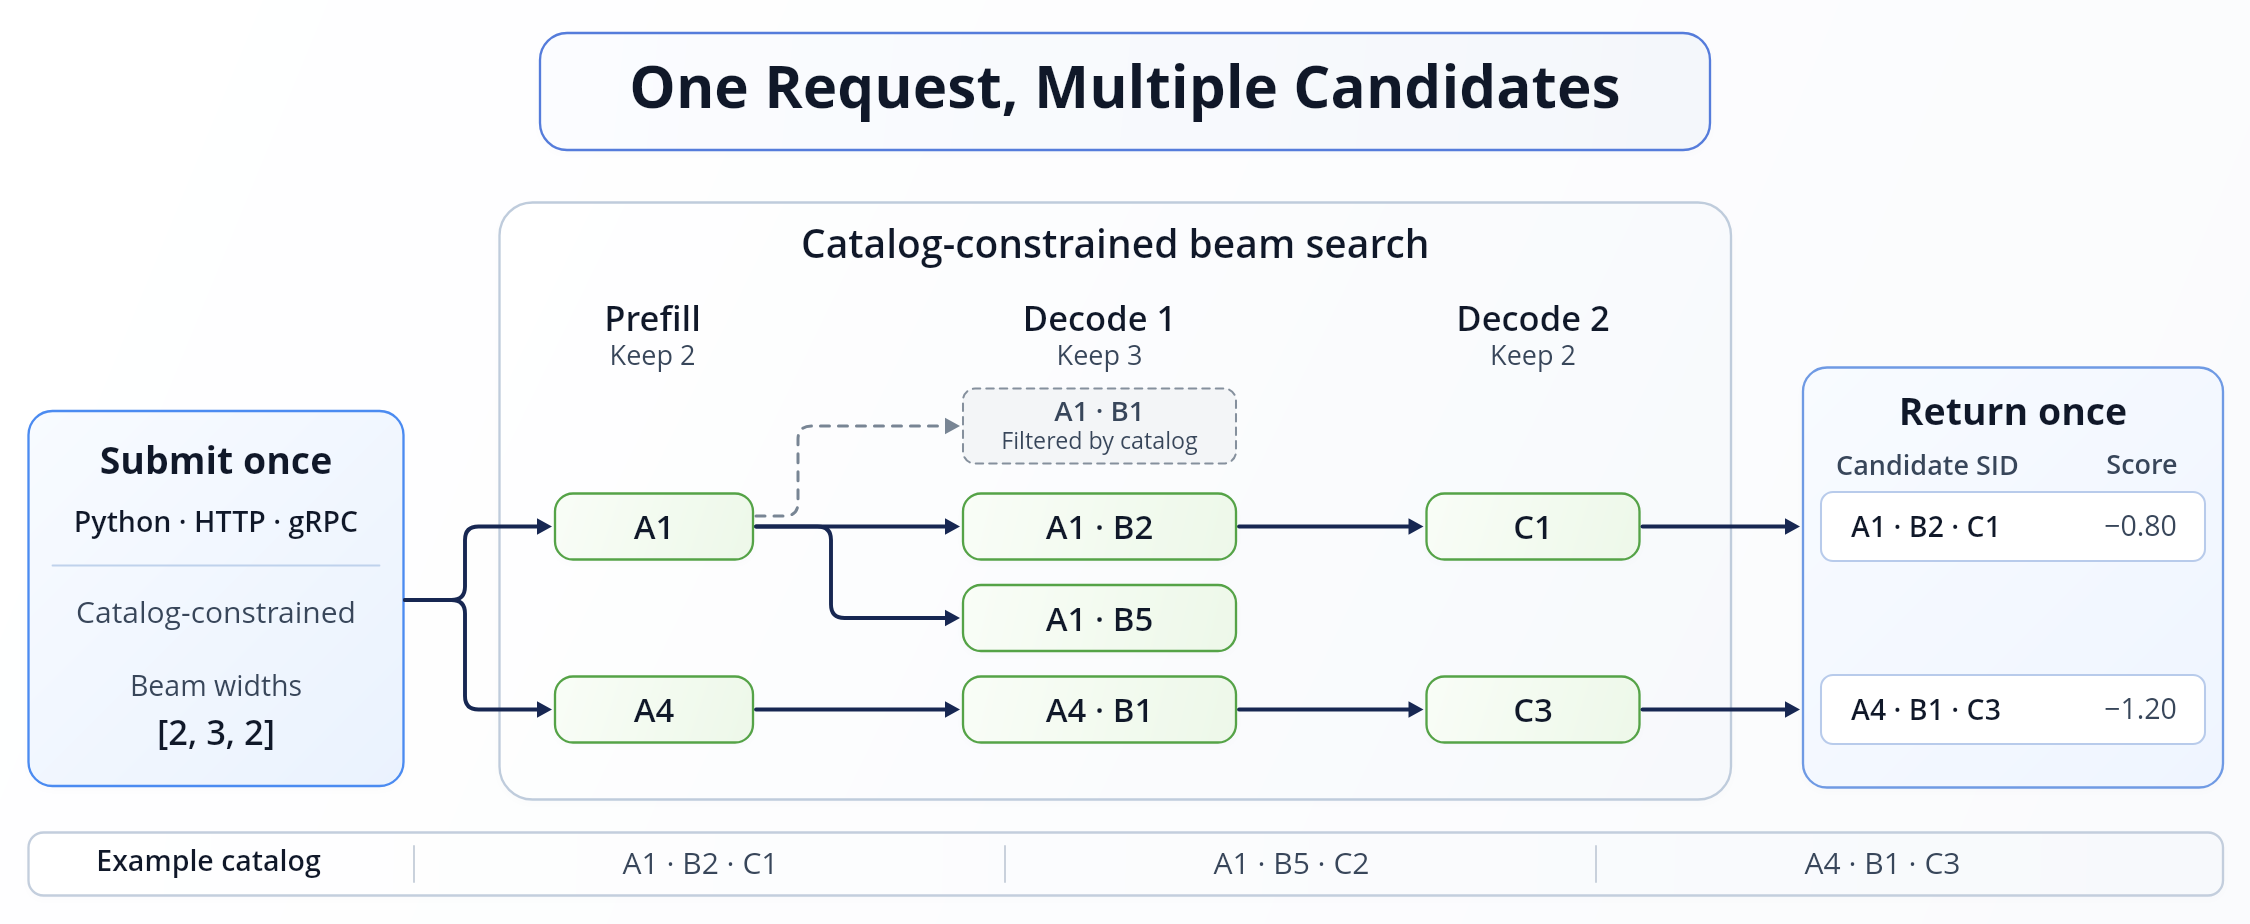 One Request, Multiple Candidates
Catalog-constrained beam search
Prefill
Keep 2
Decode 1
Keep 3
Decode 2
Keep 2
Submit once
Python · HTTP · gRPC
Catalog-constrained
Beam widths
[2, 3, 2]
A1
A4
A1 · B1
Filtered by catalog
A1 · B2
A1 · B5
A4 · B1
C1
C3
Return once
Candidate SID Score
A1 · B2 · C1 −0.80
A4 · B1 · C3 −1.20
Example catalog A1 · B2 · C1 A1 · B5 · C2 A4 · B1 · C3